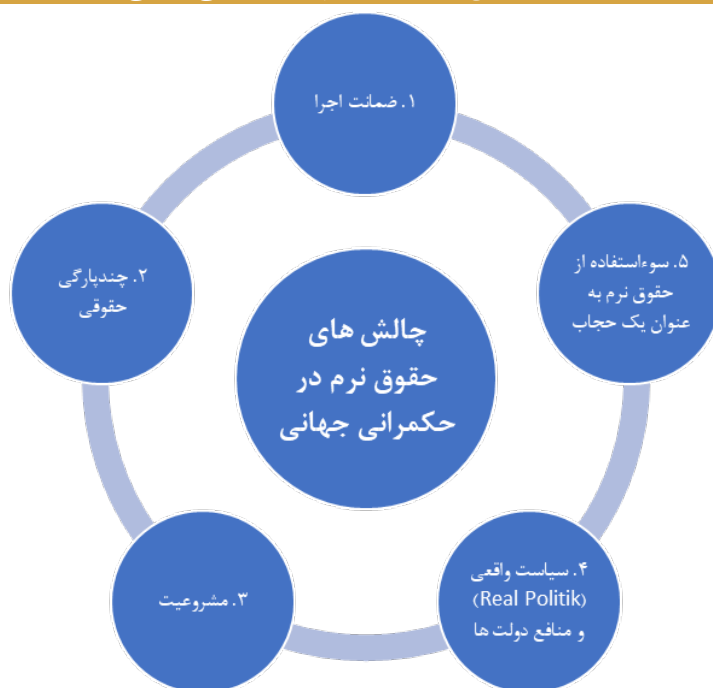 ۱. ضمانت اجرا
۲. چندپارگی
حقوقی
۳. مشروعیت
۴. سیاست واقعی
(Real Politik)
و منافع دولت ها
۵. سوءاستفاده از
حقوق نرم به
عنوان یک حجاب
چالش های
حقوق نرم در
حکمرانی جهانی